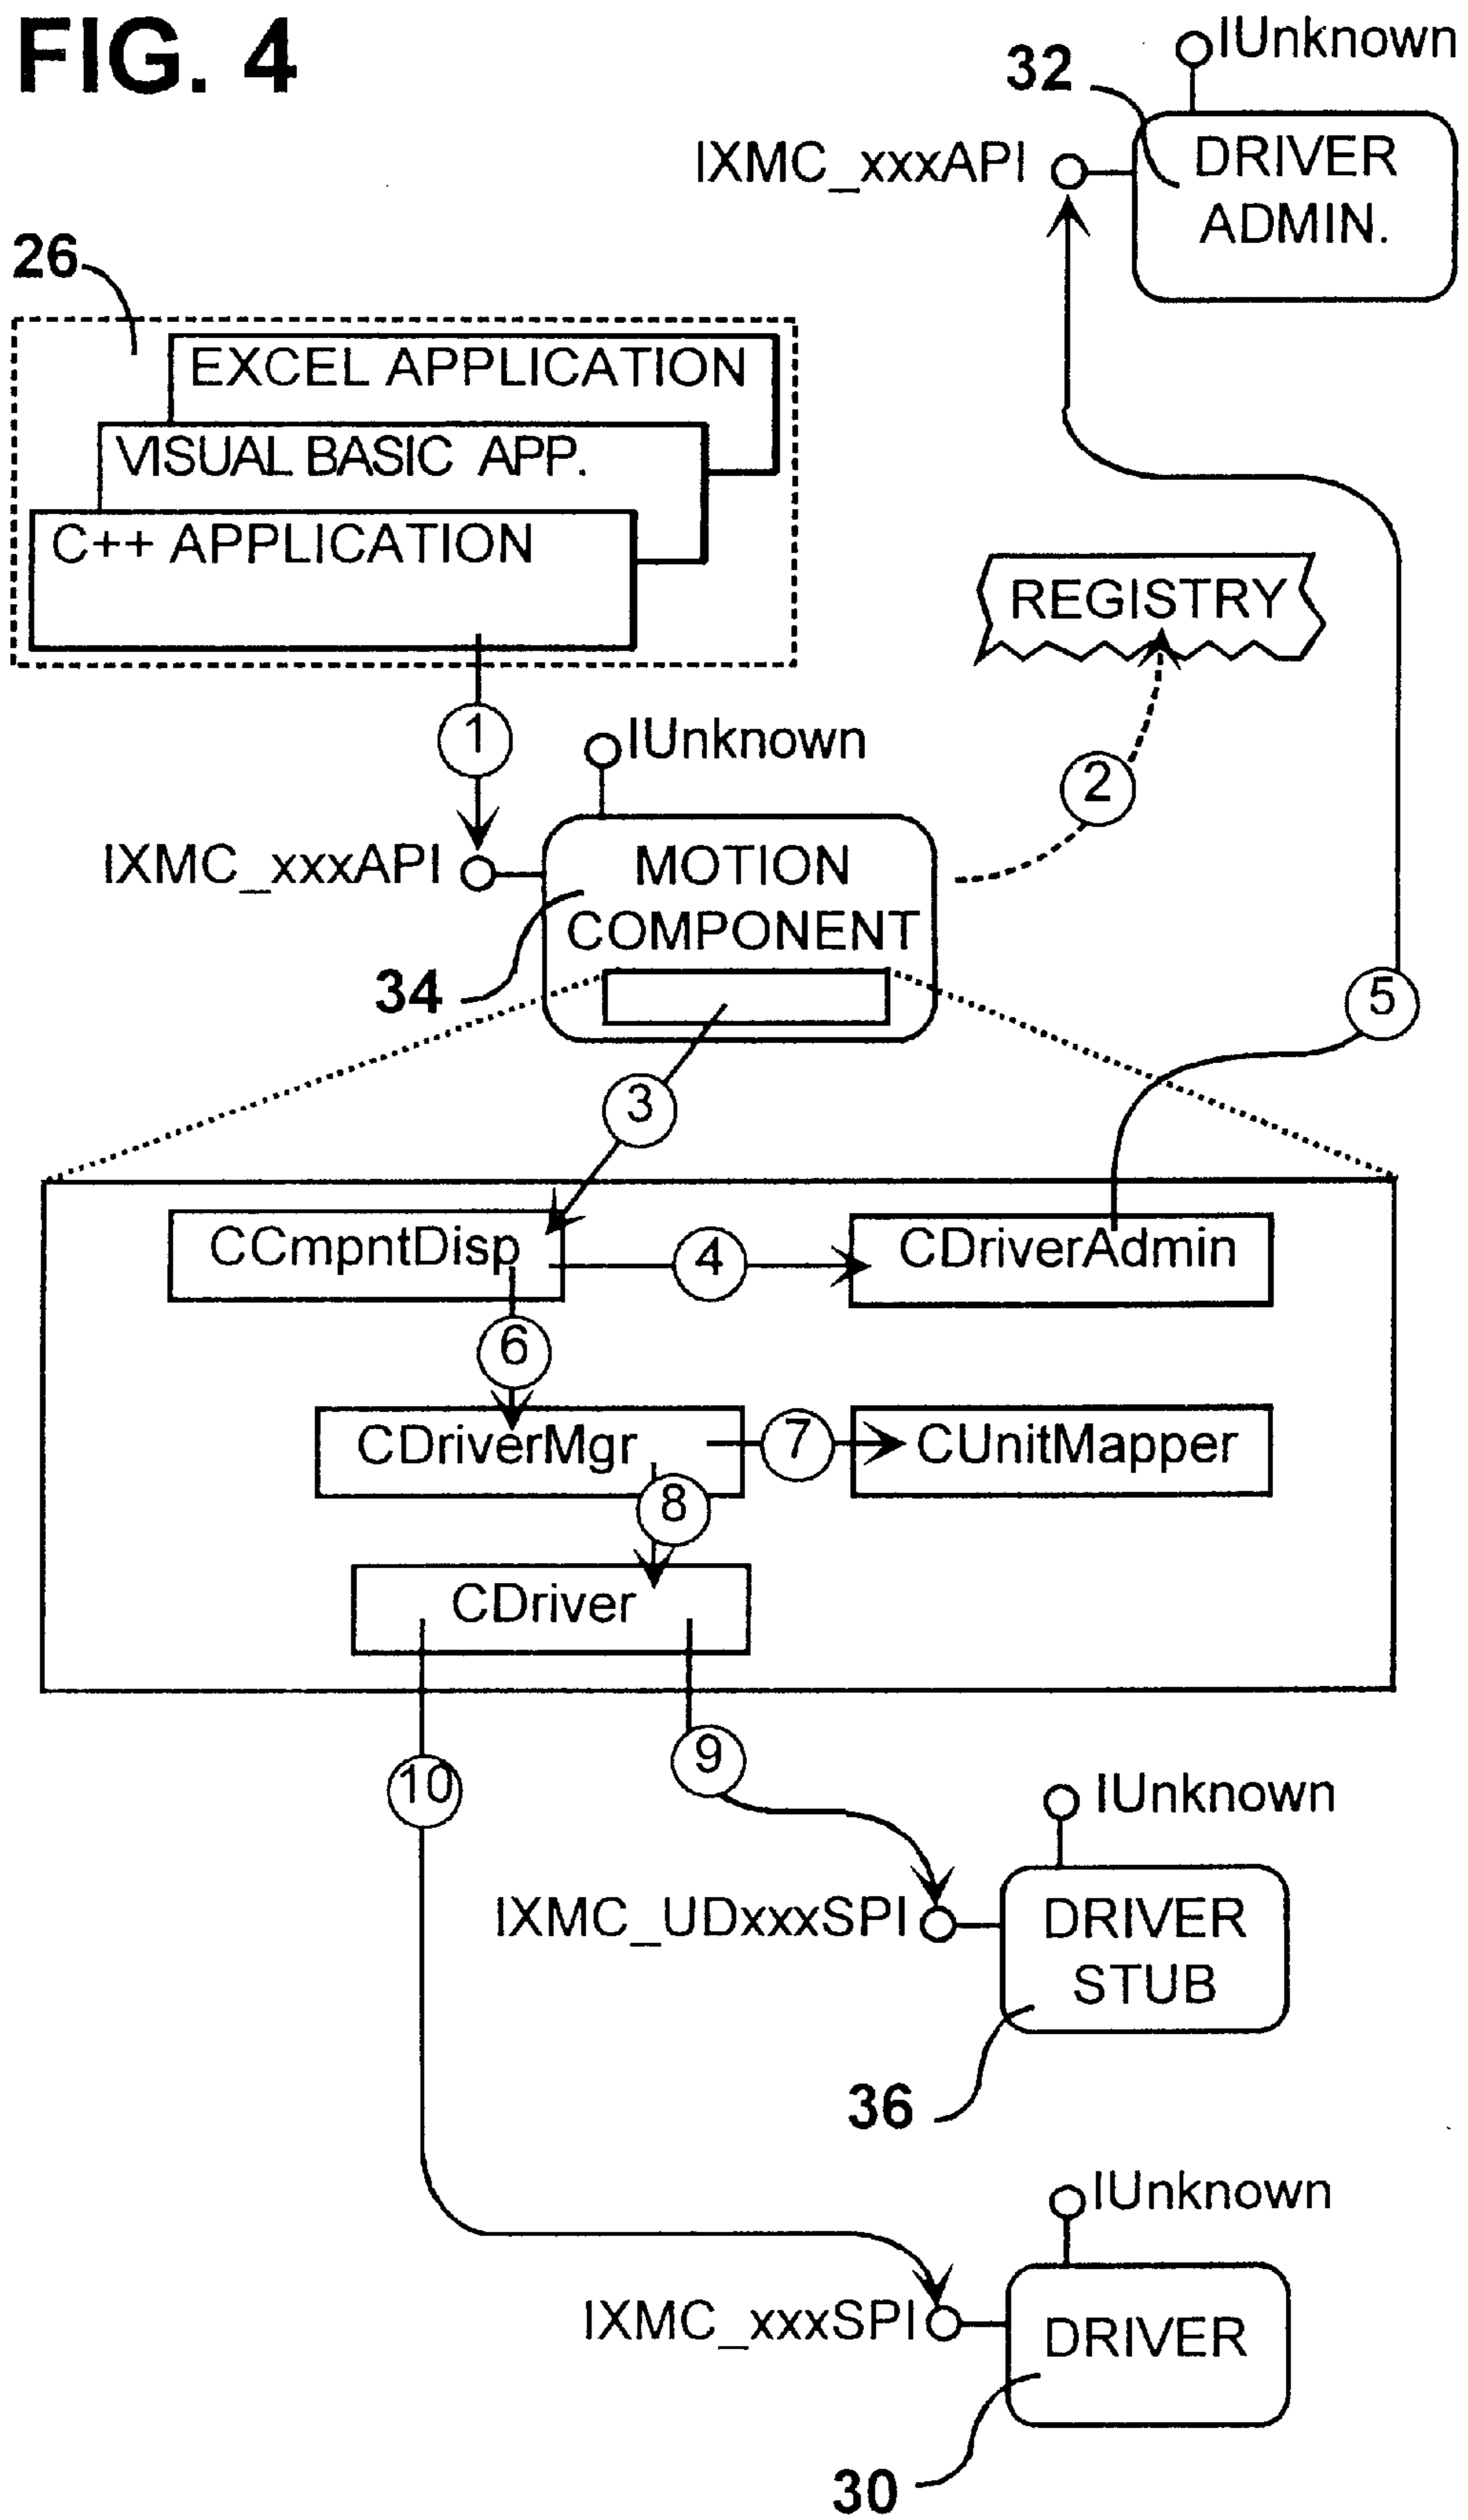 FIG. 4
IUnknown
32
IXMC_xxxAPI
DRIVER
ADMIN.
26
EXCEL APPLICATION
VISUAL BASIC APP.
C++ APPLICATION
REGISTRY
1
IUnknown
2
IXMC_xxxAPI
MOTION
COMPONENT
34
5
3
CCmpntDisp
4
CDriverAdmin
6
CDriverMgr
7
CUnitMapper
8
CDriver
9
10
IUnknown
IXMC_UDxxxSPI
DRIVER
STUB
36
IUnknown
IXMC_xxxSPI
DRIVER
30